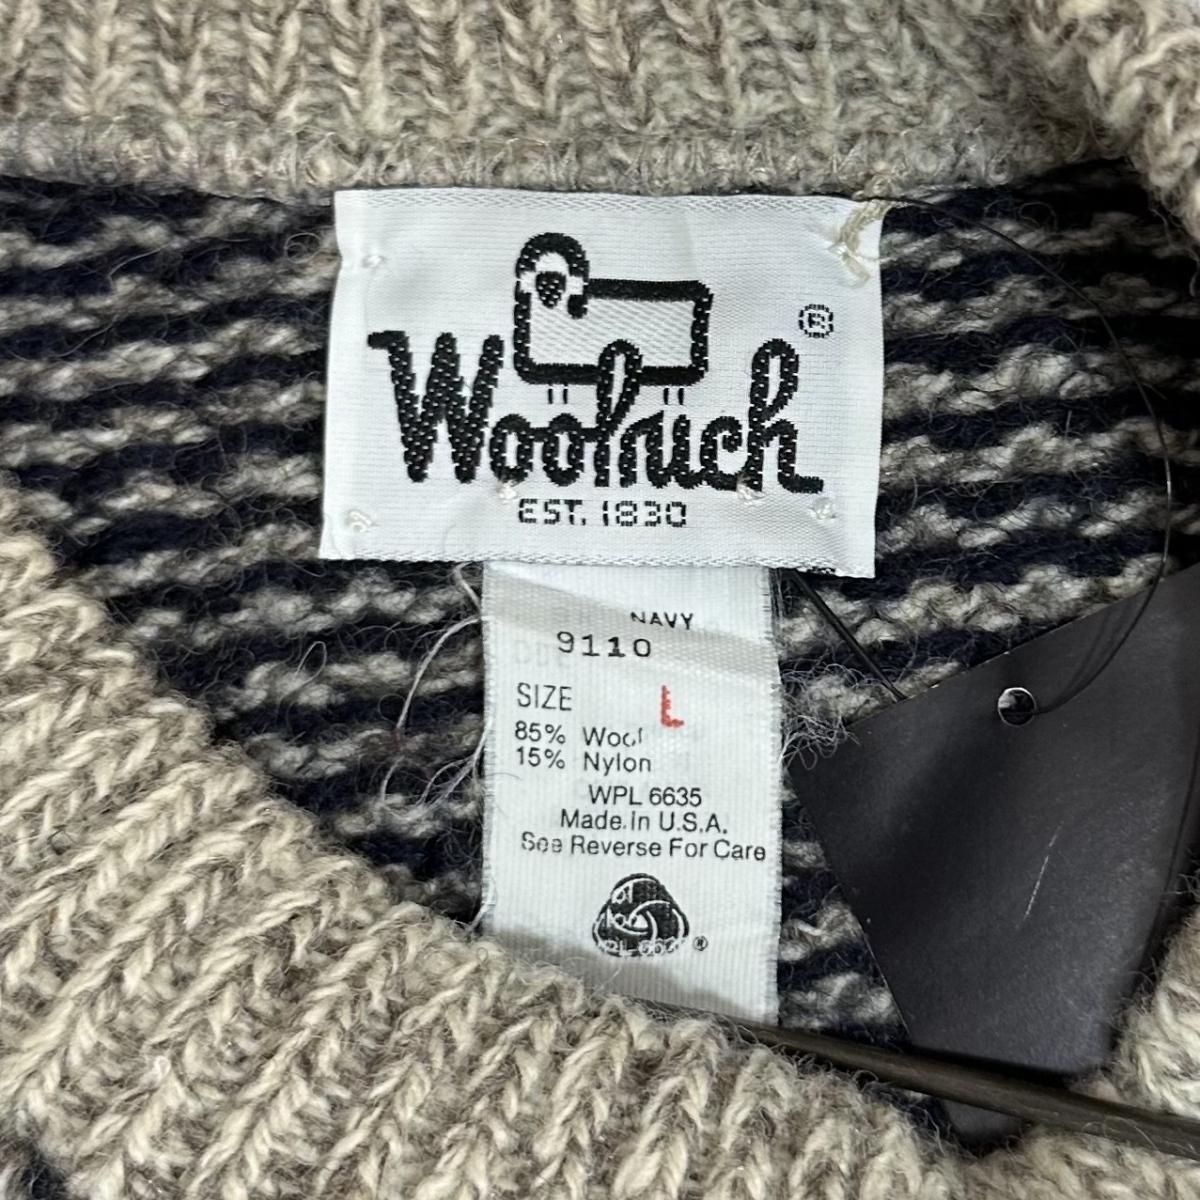 Woolrich®
EST. 1830
NAVY
9110
SIZE L
85% Wool
15% Nylon
WPL 6635
Made in U.S.A.
See Reverse For Care
®